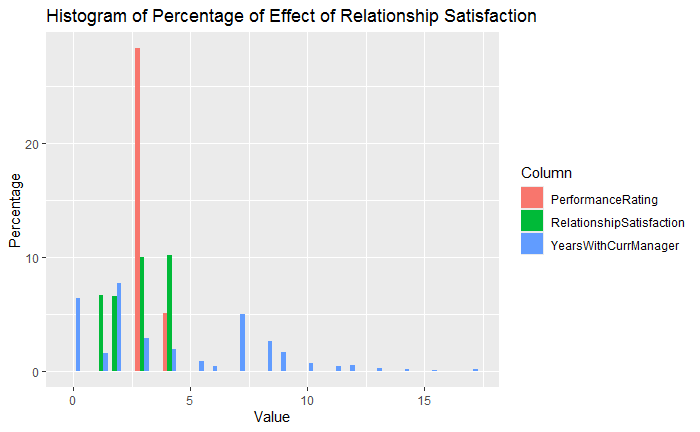 Histogram of Percentage of Effect of Relationship Satisfaction
20
10
0
Percentage
0 5 10 15
Value
Column
PerformanceRating
RelationshipSatisfaction
YearsWithCurrManager